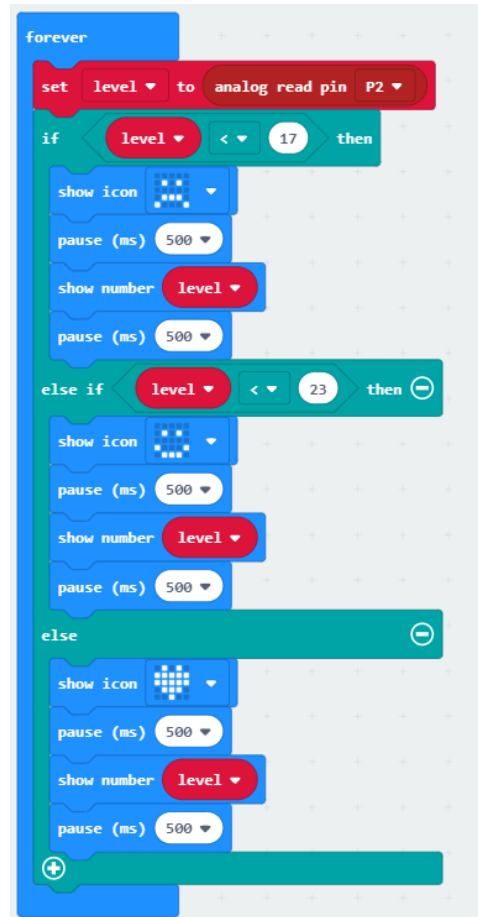 forever
set level to analog read pin P2
if level < 17 then
show icon
pause (ms) 500
show number level
pause (ms) 500
else if level < 23 then
show icon
pause (ms) 500
show number level
pause (ms) 500
else
show icon
pause (ms) 500
show number level
pause (ms) 500